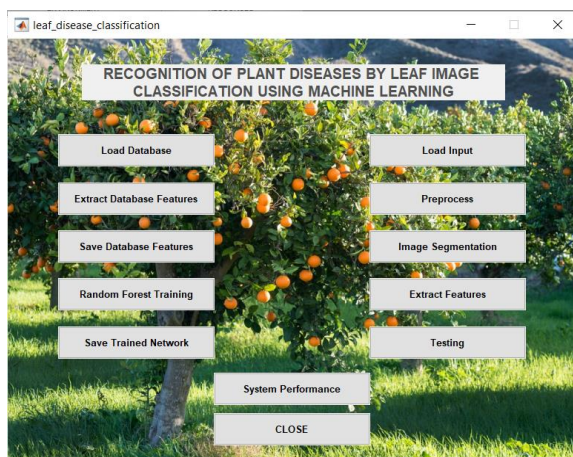 leaf_disease_classification
RECOGNITION OF PLANT DISEASES BY LEAF IMAGE
CLASSIFICATION USING MACHINE LEARNING
Load Database
Load Input
Extract Database Features
Preprocess
Save Database Features
Image Segmentation
Random Forest Training
Extract Features
Save Trained Network
Testing
System Performance
CLOSE